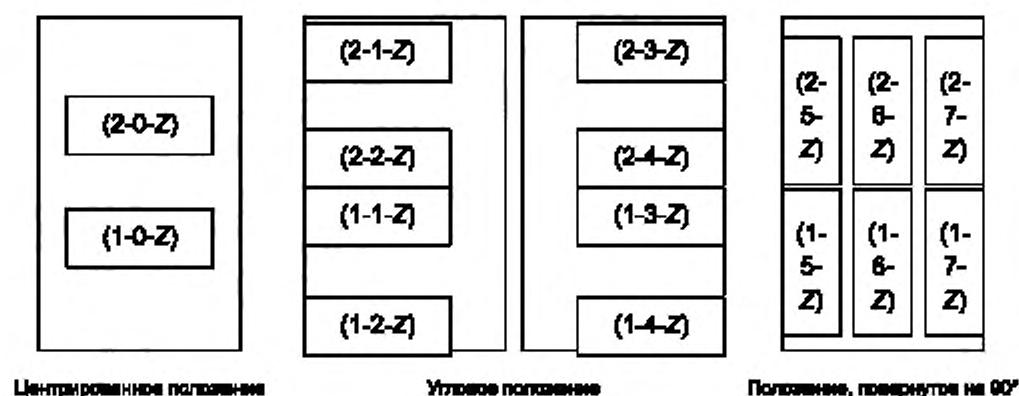 (2-0-Z)
(1-0-Z)
Центрированное положение
(2-1-Z)
(2-3-Z)
(2-2-Z)
(2-4-Z)
(1-1-Z)
(1-3-Z)
(1-2-Z)
(1-4-Z)
Угловое положение
(2-
5-
Z)
(2-
6-
Z)
(2-
7-
Z)
(1-
5-
Z)
(1-
6-
Z)
(1-
7-
Z)
Положение, повернутое на 90°